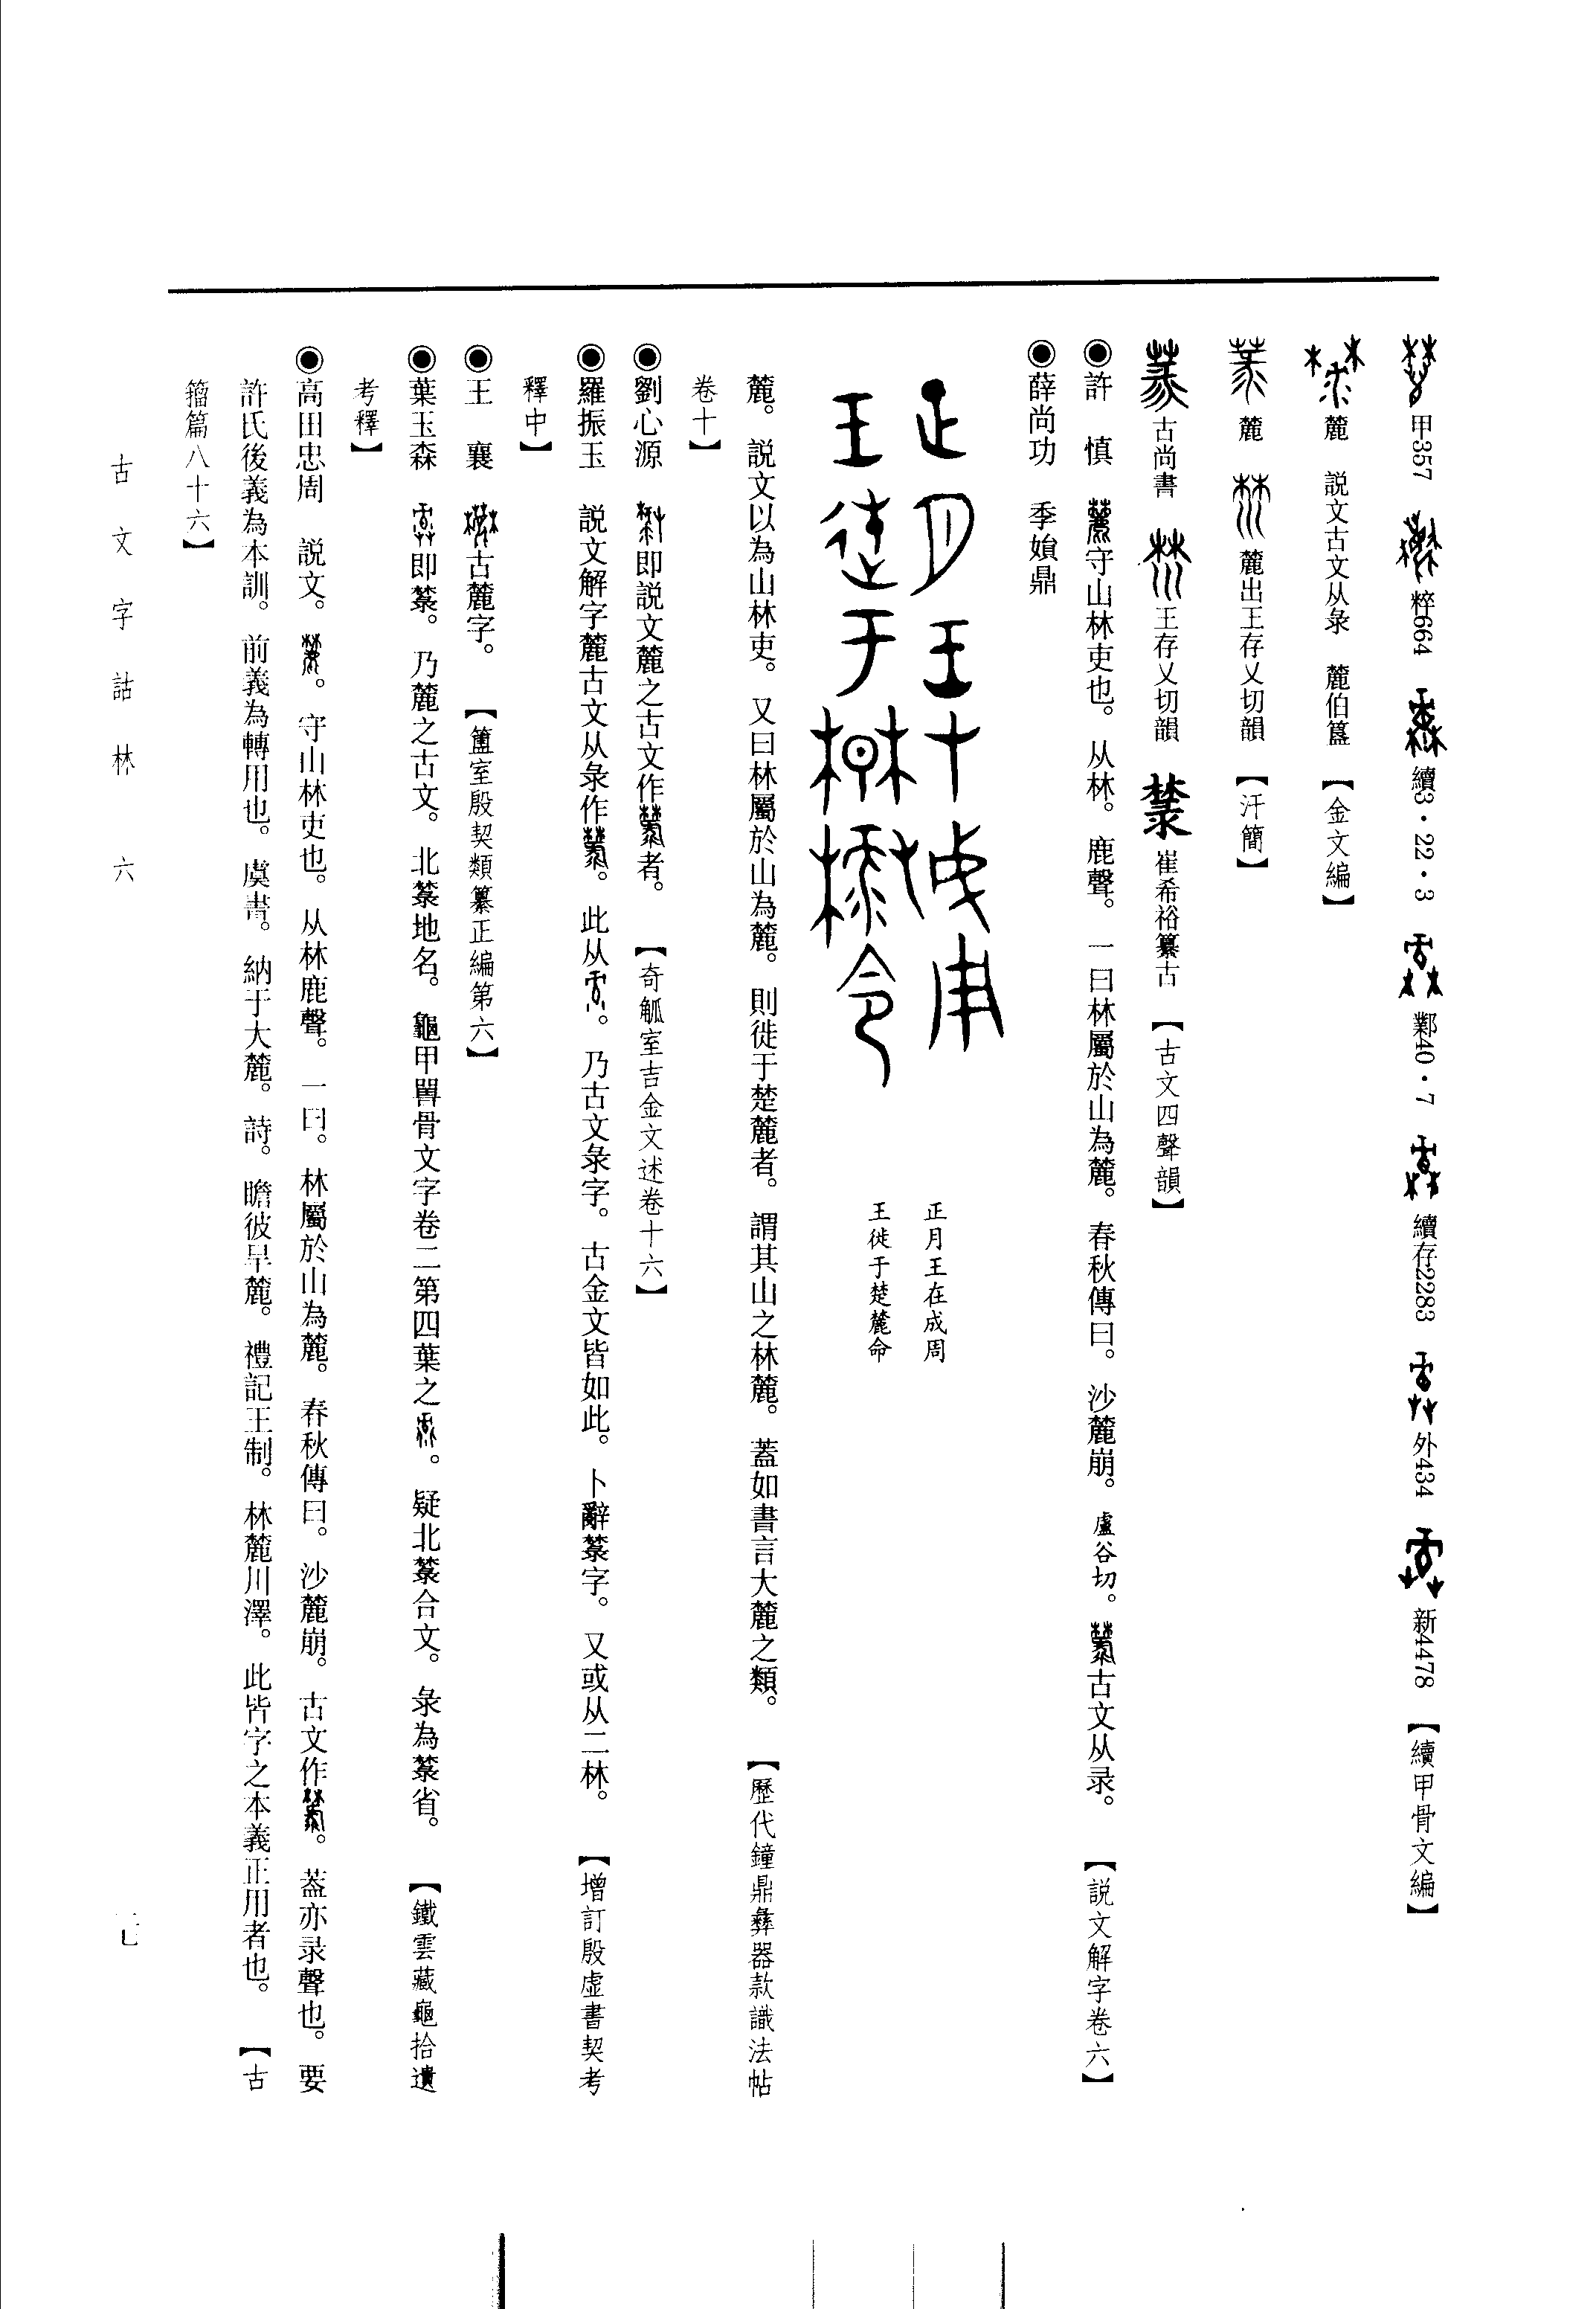 甲357 粹664 續3·22·3 鄴40·7 續存2283 外434 新4478 【續甲骨文編】
麓 説文古文从彔 麓伯簋 【金文編】
麓 麓出王存乂切韻 【汗簡】
古尚書 王存乂切韻 崔希裕纂古 【古文四聲韻】
◉許 慎 守山林吏也。从林。鹿聲。一曰林屬於山為麓。春秋傳曰。沙麓崩。盧谷切。古文从录。 【説文解字卷六】
◉薛尚功 季媍鼎
正月王在成周
王徙于楚麓命
麓。説文以為山林吏。又曰林屬於山為麓。則徙于楚麓者。謂其山之林麓。蓋如書言大麓之類。 【歷代鐘鼎彝器款識法帖
卷十】
◉劉心源 即説文麓之古文作者。 【奇觚室吉金文述卷十六】
◉羅振玉 説文解字麓古文从彔作。此从。乃古文彔字。古金文皆如此。卜辭䔞字。又或从二林。 【增訂殷虛書契考
釋中】
◉王 襄 古麓字。 【簠室殷契類纂正編第六】
◉葉玉森 即䔞。乃麓之古文。北䔞地名。龜甲獸骨文字卷二第四葉之。疑北䔞合文。彔為䔞省。 【鐵雲藏龜拾遺
考釋】
◉高田忠周 説文。守山林吏也。从林鹿聲。一曰。林屬於山為麓。春秋傳曰。沙麓崩。古文作。葢亦录聲也。要
許氏後義為本訓。前義為轉用也。虞書。納于大麓。詩。瞻彼旱麓。禮記王制。林麓川澤。此皆字之本義正用者也。 【古
籀篇八十六】
古文字詁林 六